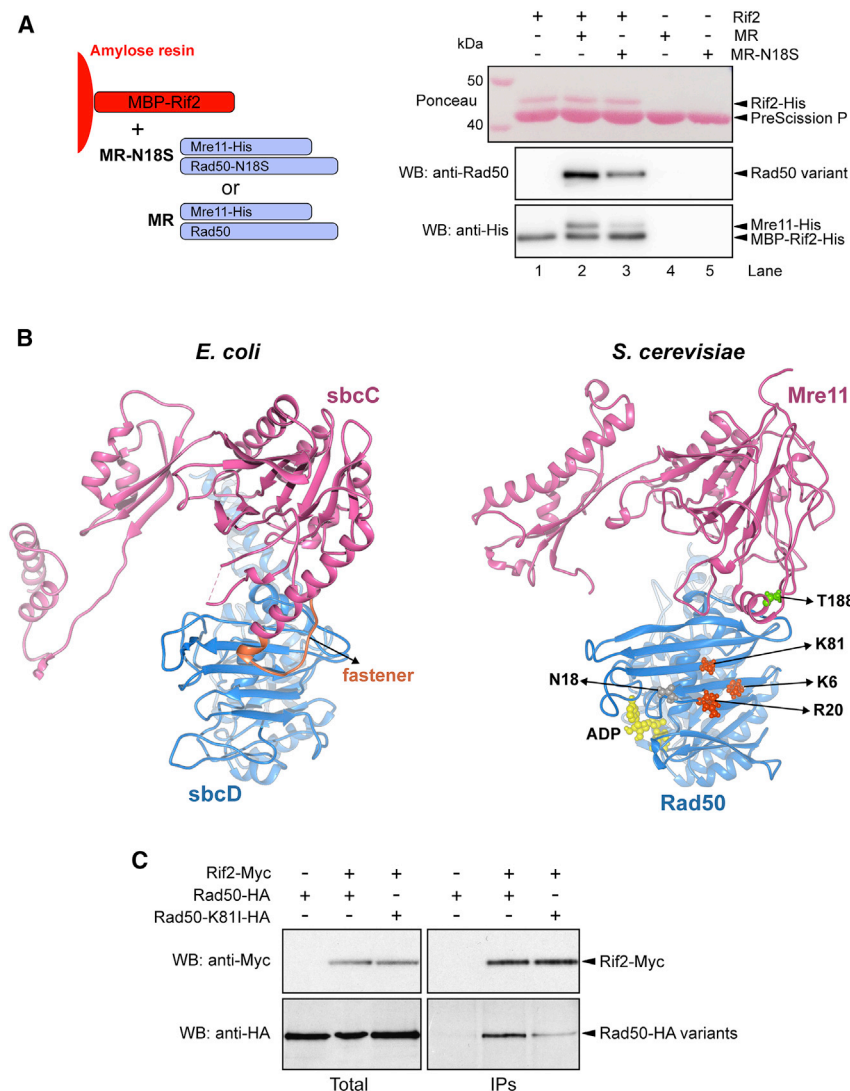 A
Amylose resin
MBP-Rif2
+
MR-N18S
Mre11-His
Rad50-N18S
or
MR
Mre11-His
Rad50
+ + + - - Rif2
- + - + - MR
- - + - + MR-N18S
kDa
50
40
Ponceau
Rif2-His
PreScission P
WB: anti-Rad50
Rad50 variant
WB: anti-His
Mre11-His
MBP-Rif2-His
1 2 3 4 5 Lane
B
E. coli
S. cerevisiae
sbcC
Mre11
T188
K81
fastener
N18
K6
R20
ADP
sbcD
Rad50
C
Rif2-Myc - + + - + +
Rad50-HA + + - + + -
Rad50-K81I-HA - - + - - +
WB: anti-Myc
Rif2-Myc
WB: anti-HA
Rad50-HA variants
Total IPs